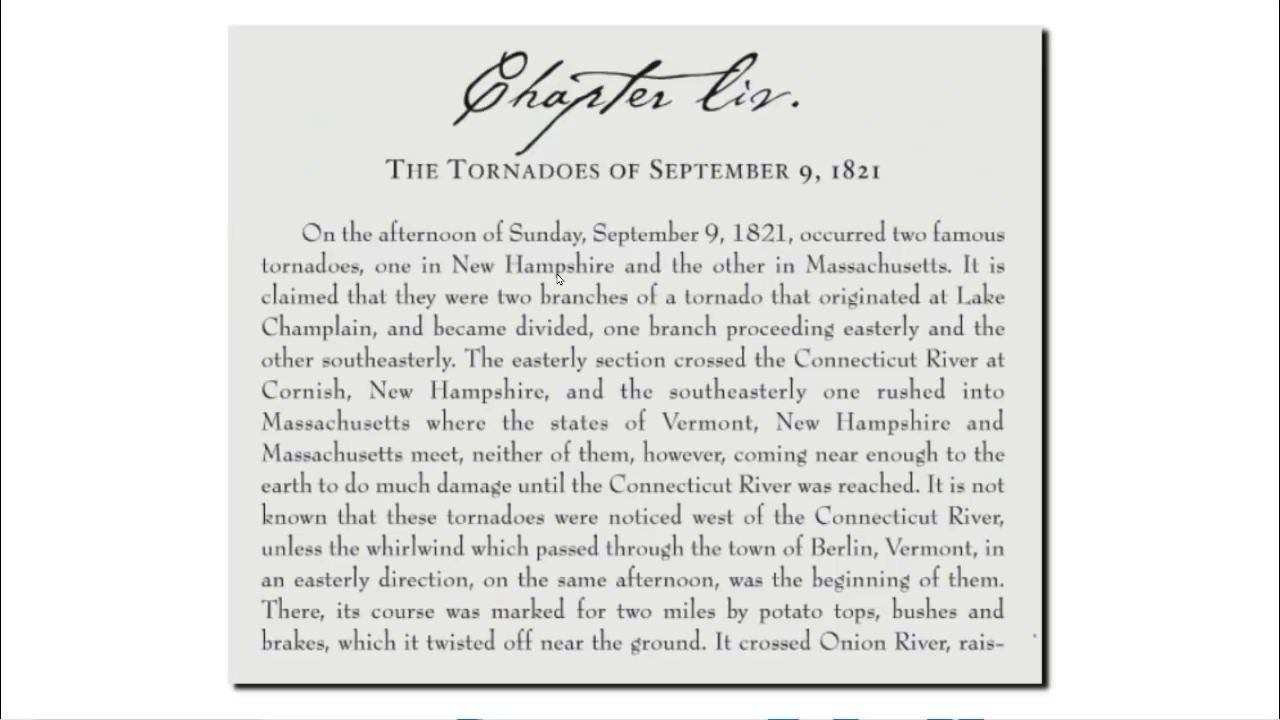 Chapter liv.
The Tornadoes of September 9, 1821
On the afternoon of Sunday, September 9, 1821, occurred two famous
tornadoes, one in New Hampshire and the other in Massachusetts. It is
claimed that they were two branches of a tornado that originated at Lake
Champlain, and became divided, one branch proceeding easterly and the
other southeasterly. The easterly section crossed the Connecticut River at
Cornish, New Hampshire, and the southeasterly one rushed into
Massachusetts where the states of Vermont, New Hampshire and
Massachusetts meet, neither of them, however, coming near enough to the
earth to do much damage until the Connecticut River was reached. It is not
known that these tornadoes were noticed west of the Connecticut River,
unless the whirlwind which passed through the town of Berlin, Vermont, in
an easterly direction, on the same afternoon, was the beginning of them.
There, its course was marked for two miles by potato tops, bushes and
brakes, which it twisted off near the ground. It crossed Onion River, rais-